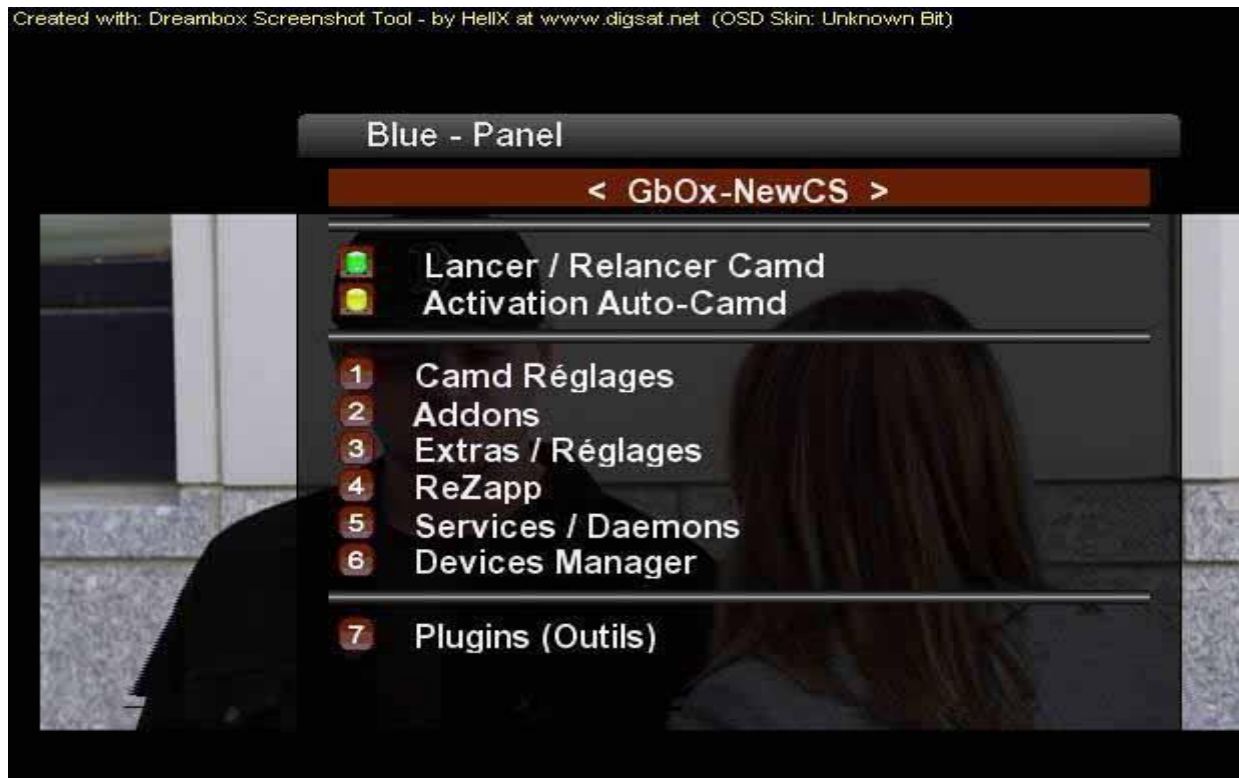 Created with: Dreambox Screenshot Tool - by HellX at wwww.digsat.net (OSD Skin: Unknown Bit)
Blue - Panel
< GbOx-NewCS >
Lancer / Relancer Camd
Activation Auto-Camd
1 Camd Réglages
2 Addons
3 Extras / Réglages
4 ReZapp
5 Services / Daemons
6 Devices Manager
7 Plugins (Outils)